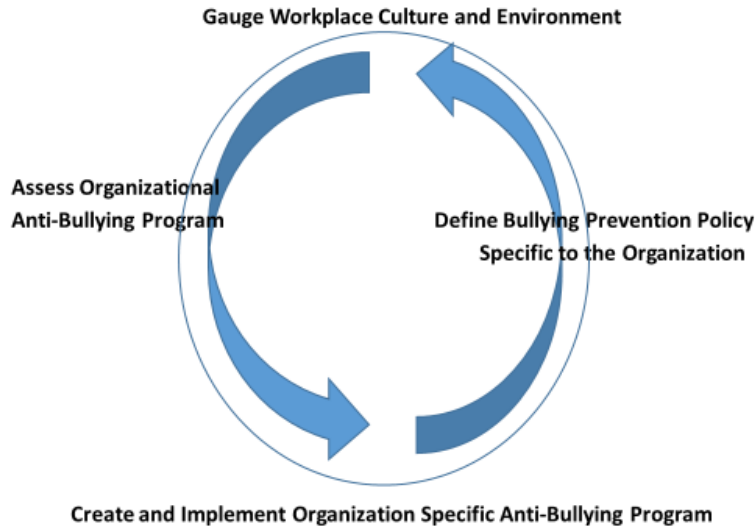 Gauge Workplace Culture and Environment
Assess Organizational
Anti-Bullying Program
Define Bullying Prevention Policy
Specific to the Organization
Create and Implement Organization Specific Anti-Bullying Program